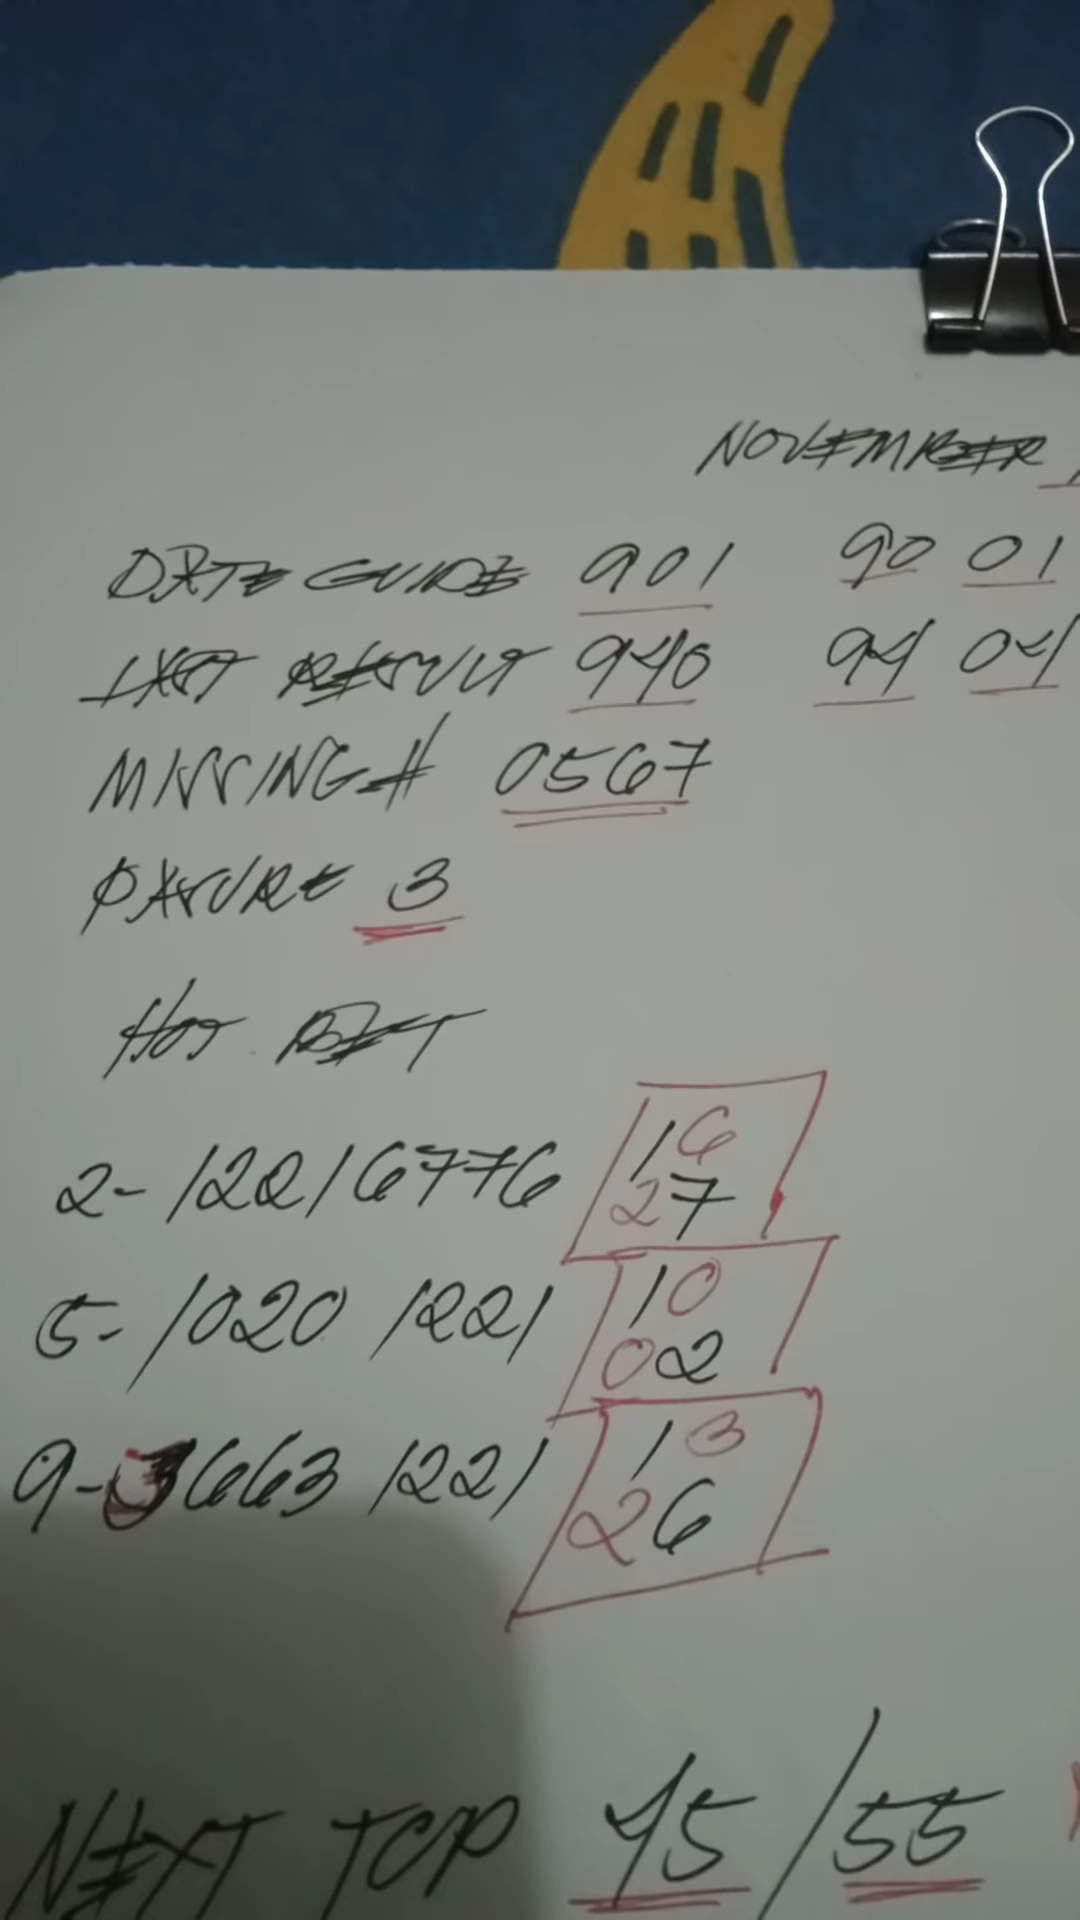 NOVEMBER
DATE GUIDE 901 90 01
LAST RESULT 940 94 04
MISSING# 0567
PASURE 3
HOT BET
2- 1221 6776 16 27
5- 1020 1221 10 02
9- 3663 1221 13 26
NEXT TOP 45/55